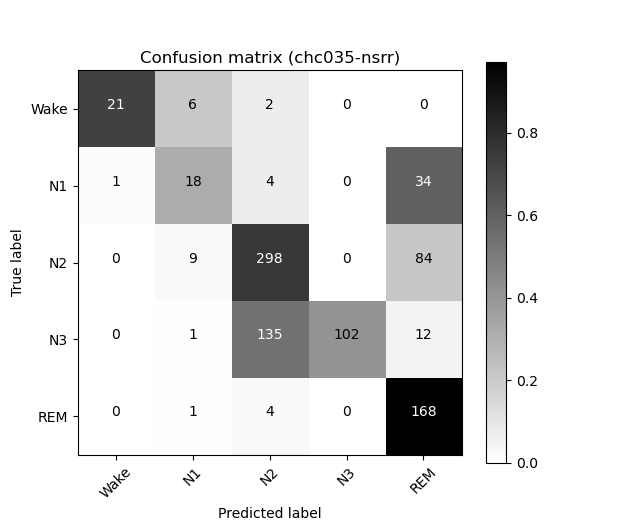 Confusion matrix (chc035-nsrr)
True label
Wake 21 6 2 0 0
N1 1 18 4 0 34
N2 0 9 298 0 84
N3 0 1 135 102 12
REM 0 1 4 0 168
Wake N1 N2 N3 REM
Predicted label
0.8
0.6
0.4
0.2
0.0